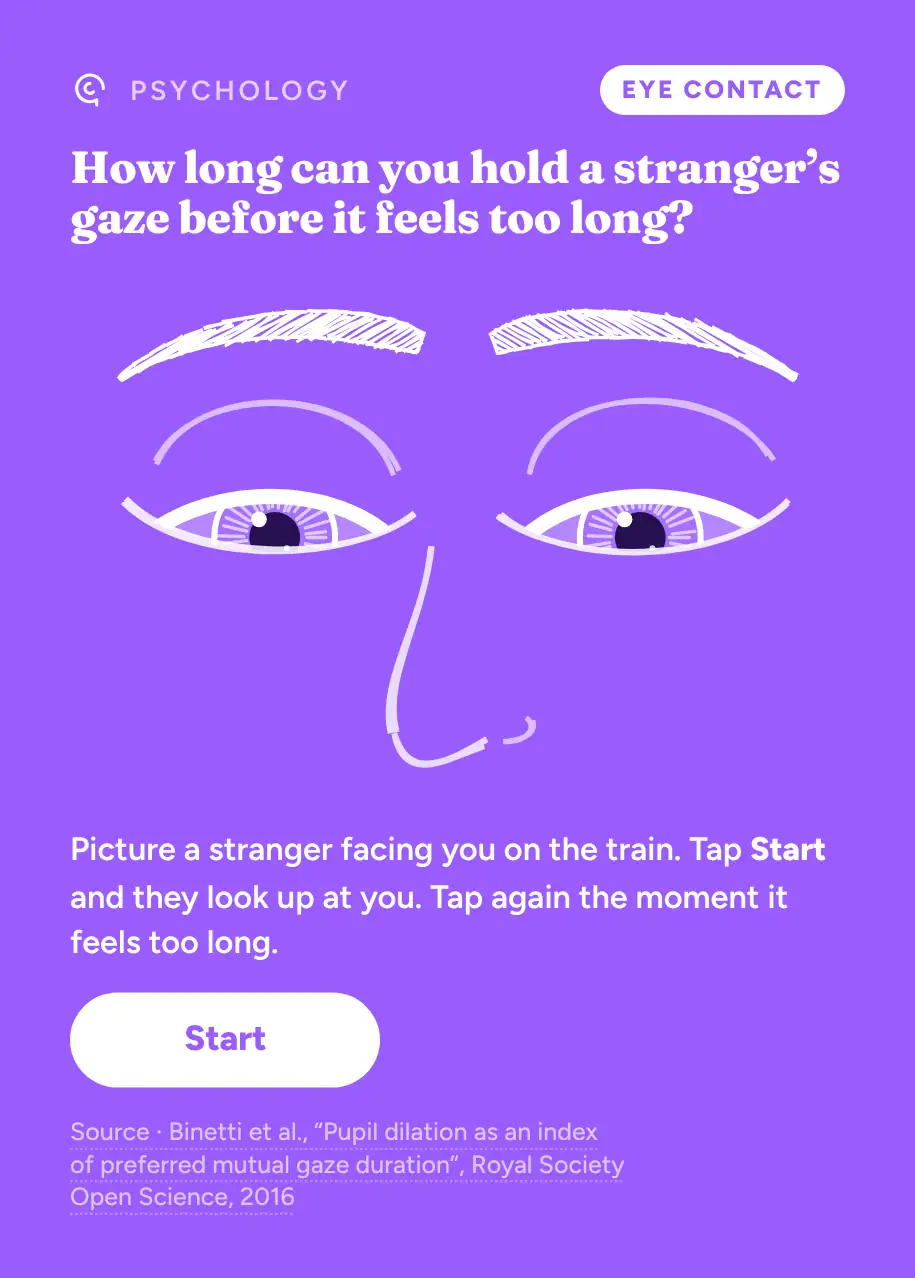 PSYCHOLOGY
EYE CONTACT
How long can you hold a stranger’s
gaze before it feels too long?
Picture a stranger facing you on the train. Tap Start
and they look up at you. Tap again the moment it
feels too long.
Start
Source · Binetti et al., “Pupil dilation as an index
of preferred mutual gaze duration”, Royal Society
Open Science, 2016